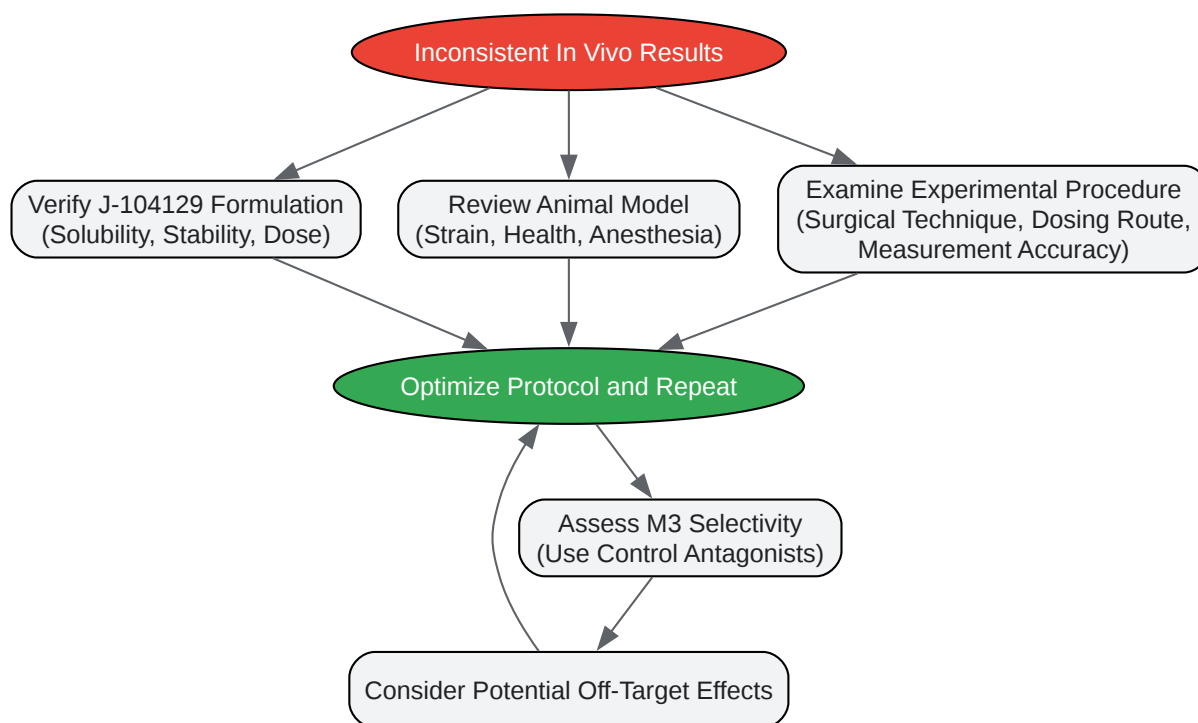 Inconsistent In Vivo Results
Verify J-104129 Formulation
(Solubility, Stability, Dose)
Review Animal Model
(Strain, Health, Anesthesia)
Examine Experimental Procedure
(Surgical Technique, Dosing Route,
Measurement Accuracy)
Optimize Protocol and Repeat
Assess M3 Selectivity
(Use Control Antagonists)
Consider Potential Off-Target Effects